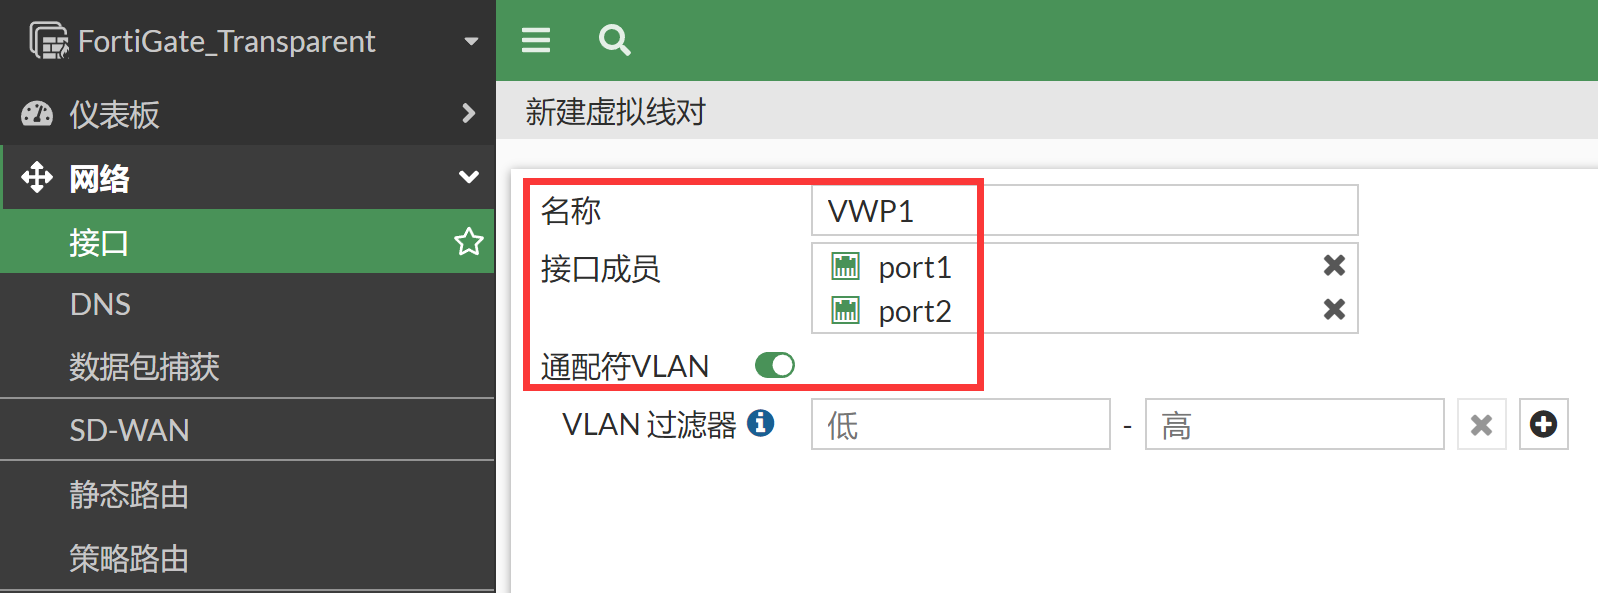 FortiGate_Transparent
仪表板
网络
接口
DNS
数据包捕获
SD-WAN
静态路由
策略路由
新建虚拟线对
名称 VWP1
接口成员 port1
port2
通配符VLAN
VLAN 过滤器 低 - 高